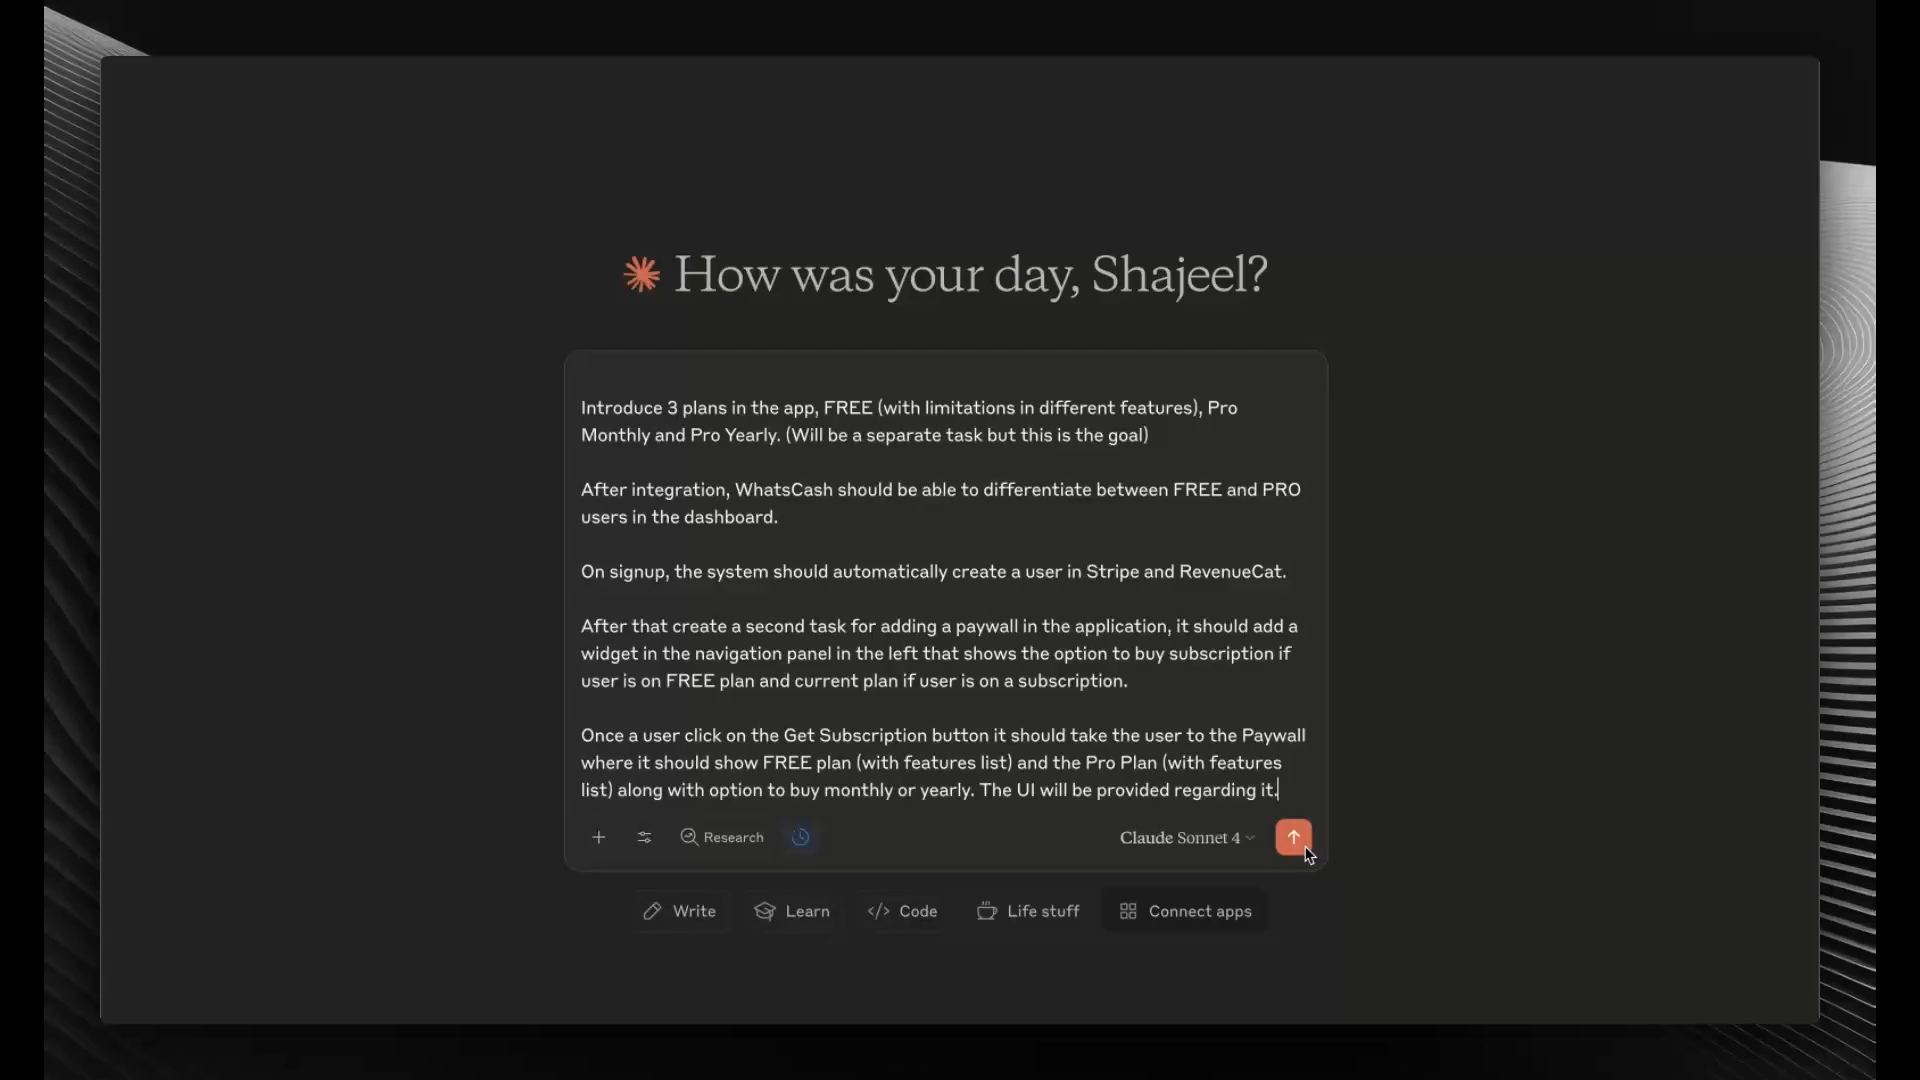 How was your day, Shajeel?
Introduce 3 plans in the app, FREE (with limitations in different features), Pro
Monthly and Pro Yearly. (Will be a separate task but this is the goal)
After integration, WhatsCash should be able to differentiate between FREE and PRO
users in the dashboard.
On signup, the system should automatically create a user in Stripe and RevenueCat.
After that create a second task for adding a paywall in the application, it should add a
widget in the navigation panel in the left that shows the option to buy subscription if
user is on FREE plan and current plan if user is on a subscription.
Once a user click on the Get Subscription button it should take the user to the Paywall
where it should show FREE plan (with features list) and the Pro Plan (with features
list) along with option to buy monthly or yearly. The UI will be provided regarding it.
Research
Claude Sonnet 4
Write
Learn
Code
Life stuff
Connect apps